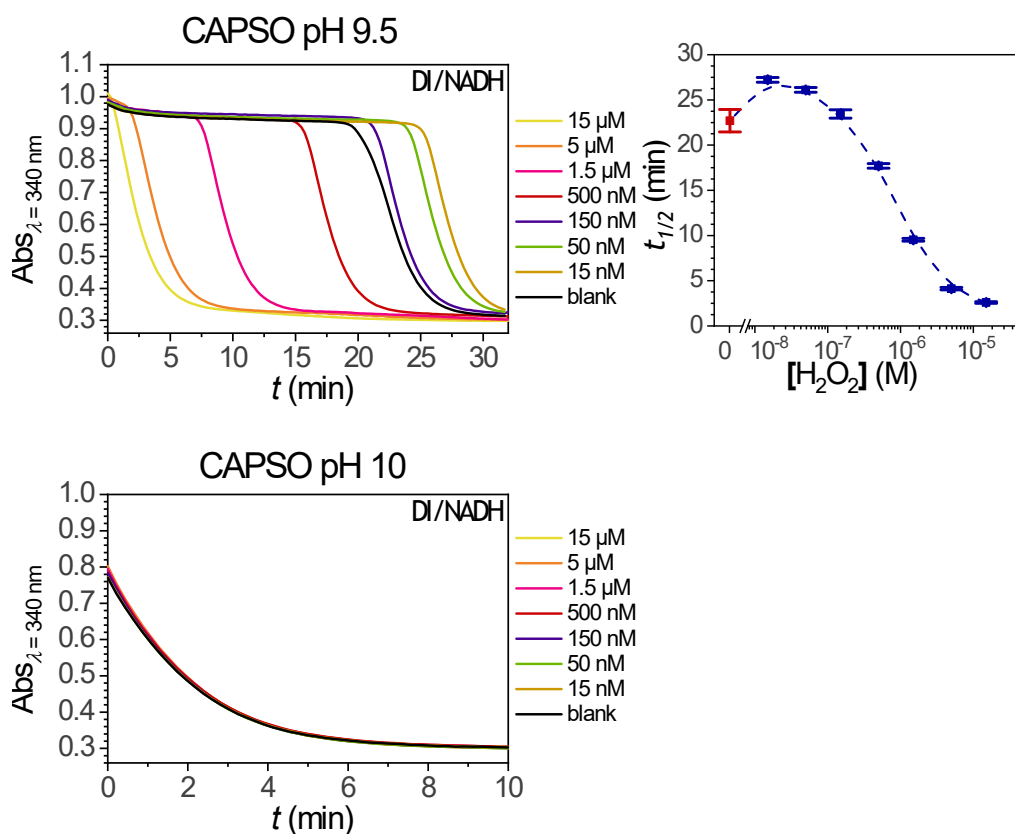 CAPSO pH 9.5
DI/NADH
1.1
1.0
0.9
0.8
0.7
0.6
0.5
0.4
0.3
Abs λ = 340 nm
0 5 10 15 20 25 30
t (min)
15 µM
5 µM
1.5 µM
500 nM
150 nM
50 nM
15 nM
blank
30
25
20
15
10
5
0
t1/2 (min)
0 10-8 10-7 10-6 10-5
[H2O2] (M)
CAPSO pH 10
DI/NADH
1.0
0.9
0.8
0.7
0.6
0.5
0.4
0.3
Abs λ = 340 nm
0 2 4 6 8 10
t (min)
15 µM
5 µM
1.5 µM
500 nM
150 nM
50 nM
15 nM
blank